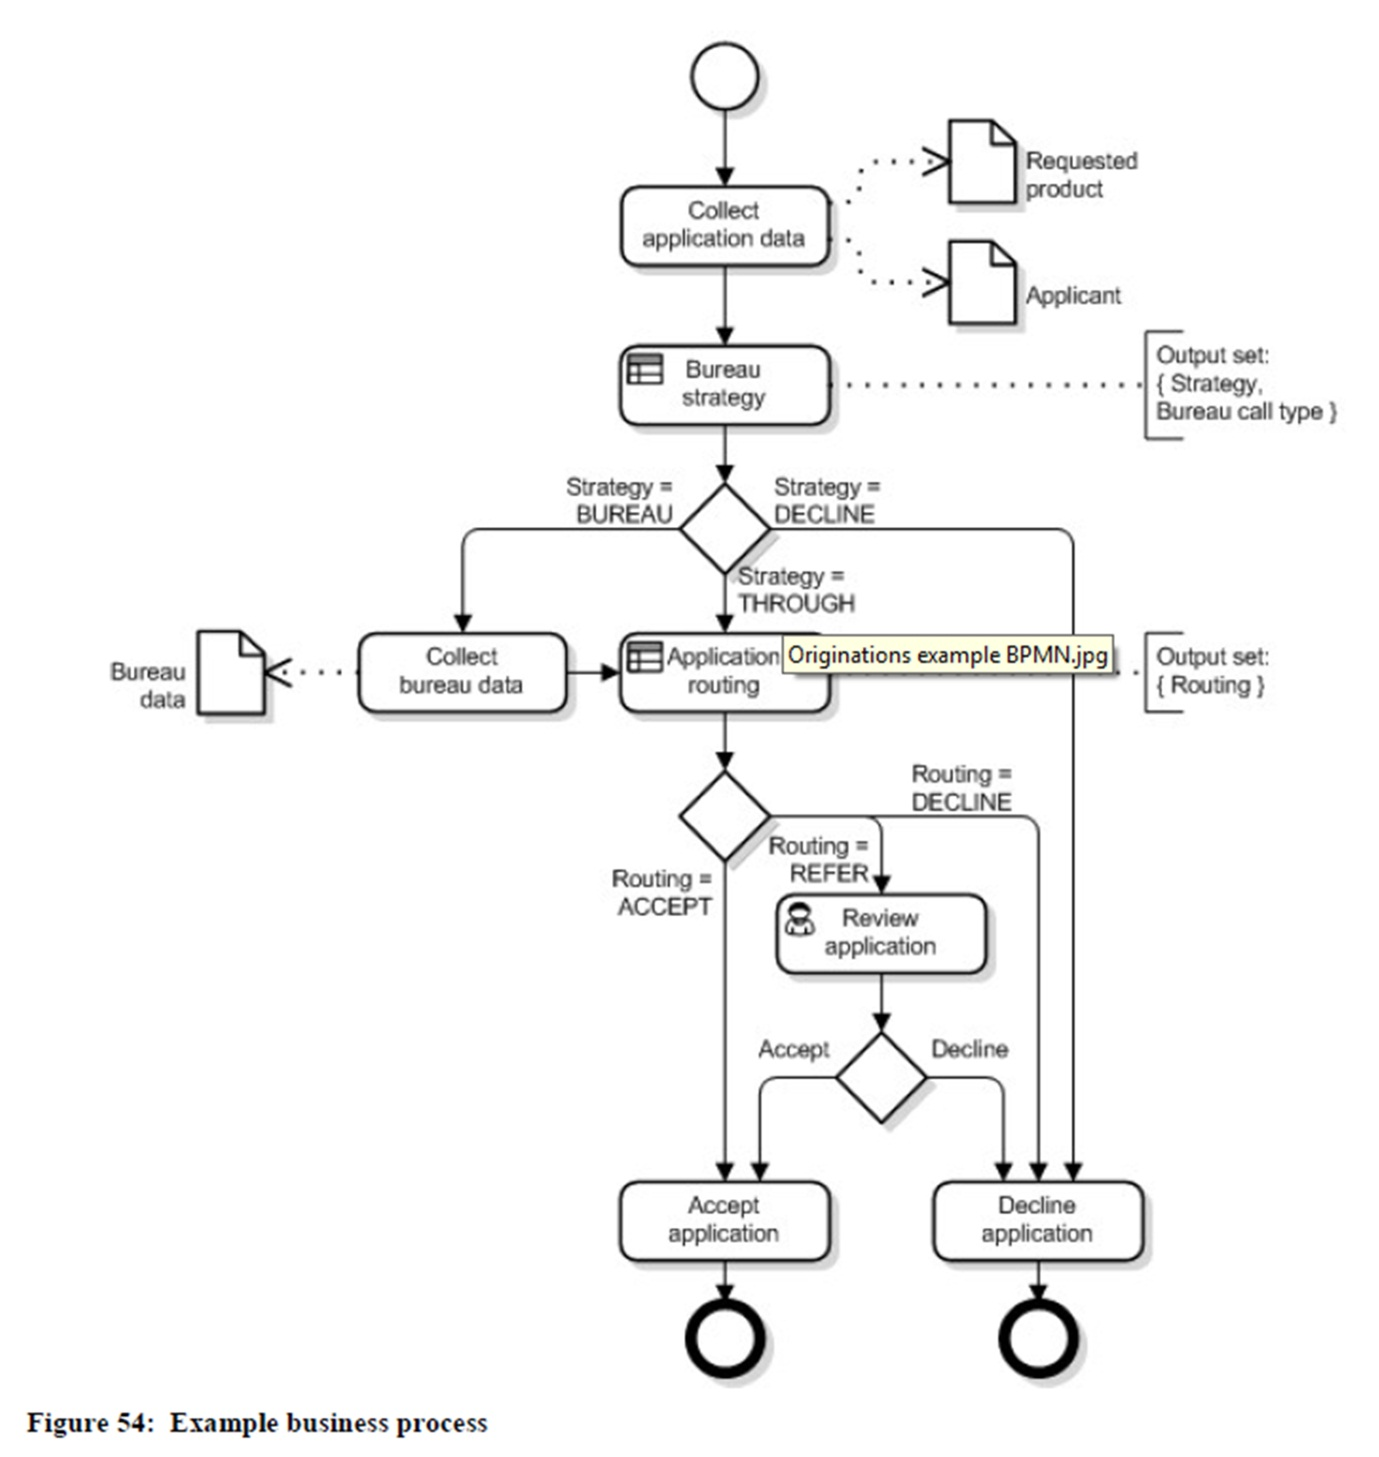 Requested
product
Collect
application data
Applicant
Bureau
strategy
Output set:
{ Strategy,
Bureau call type }
Strategy =
BUREAU
Strategy =
DECLINE
Strategy =
THROUGH
Bureau
data
Collect
bureau data
Application
routing
Originations example BPMN.jpg
Output set:
{ Routing }
Routing =
DECLINE
Routing =
REFER
Routing =
ACCEPT
Review
application
Accept
Decline
Accept
application
Decline
application
Figure 54: Example business process